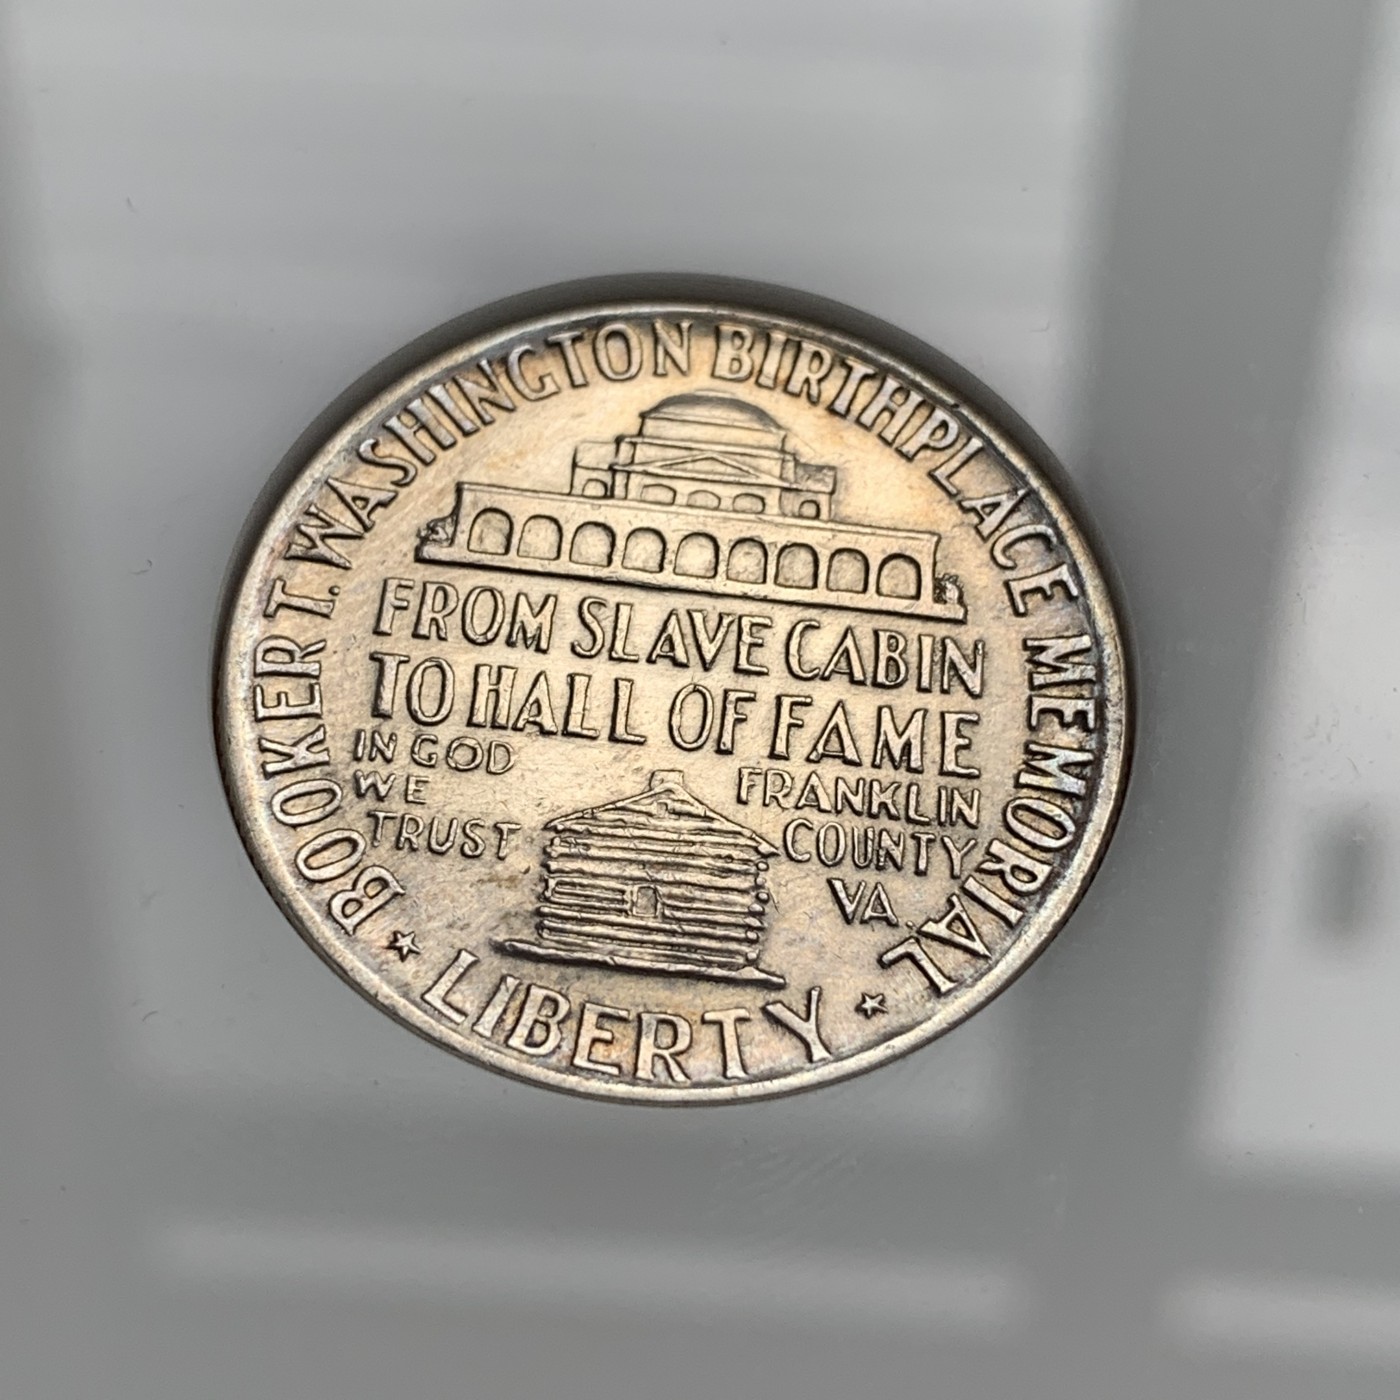 BOOKER T. WASHINGTON BIRTHPLACE MEMORIAL
FROM SLAVE CABIN
TO HALL OF FAME
IN GOD
WE
TRUST
FRANKLIN
COUNTY
VA.
LIBERTY